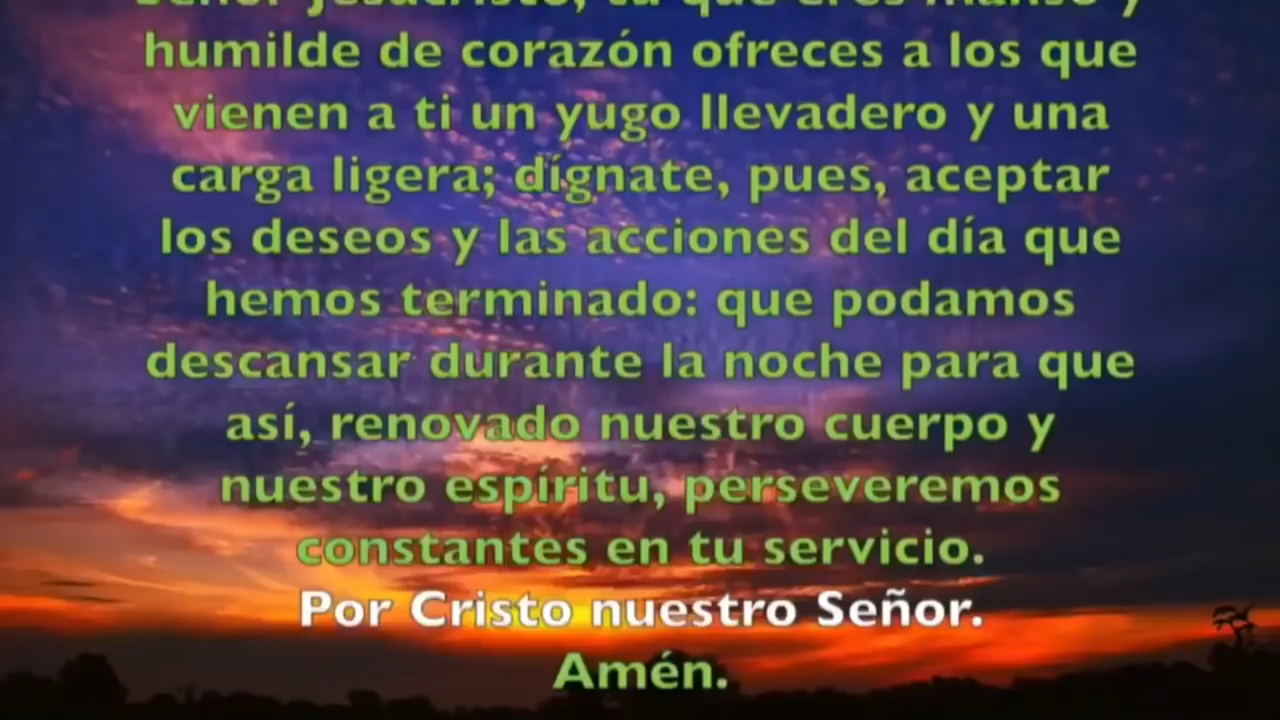 Señor Jesucristo, tú que eres manso y
humilde de corazón ofreces a los que
vienen a ti un yugo llevadero y una
carga ligera; dígnate, pues, aceptar
los deseos y las acciones del día que
hemos terminado: que podamos
descansar durante la noche para que
así, renovado nuestro cuerpo y
nuestro espíritu, perseveremos
constantes en tu servicio.
Por Cristo nuestro Señor.
Amén.